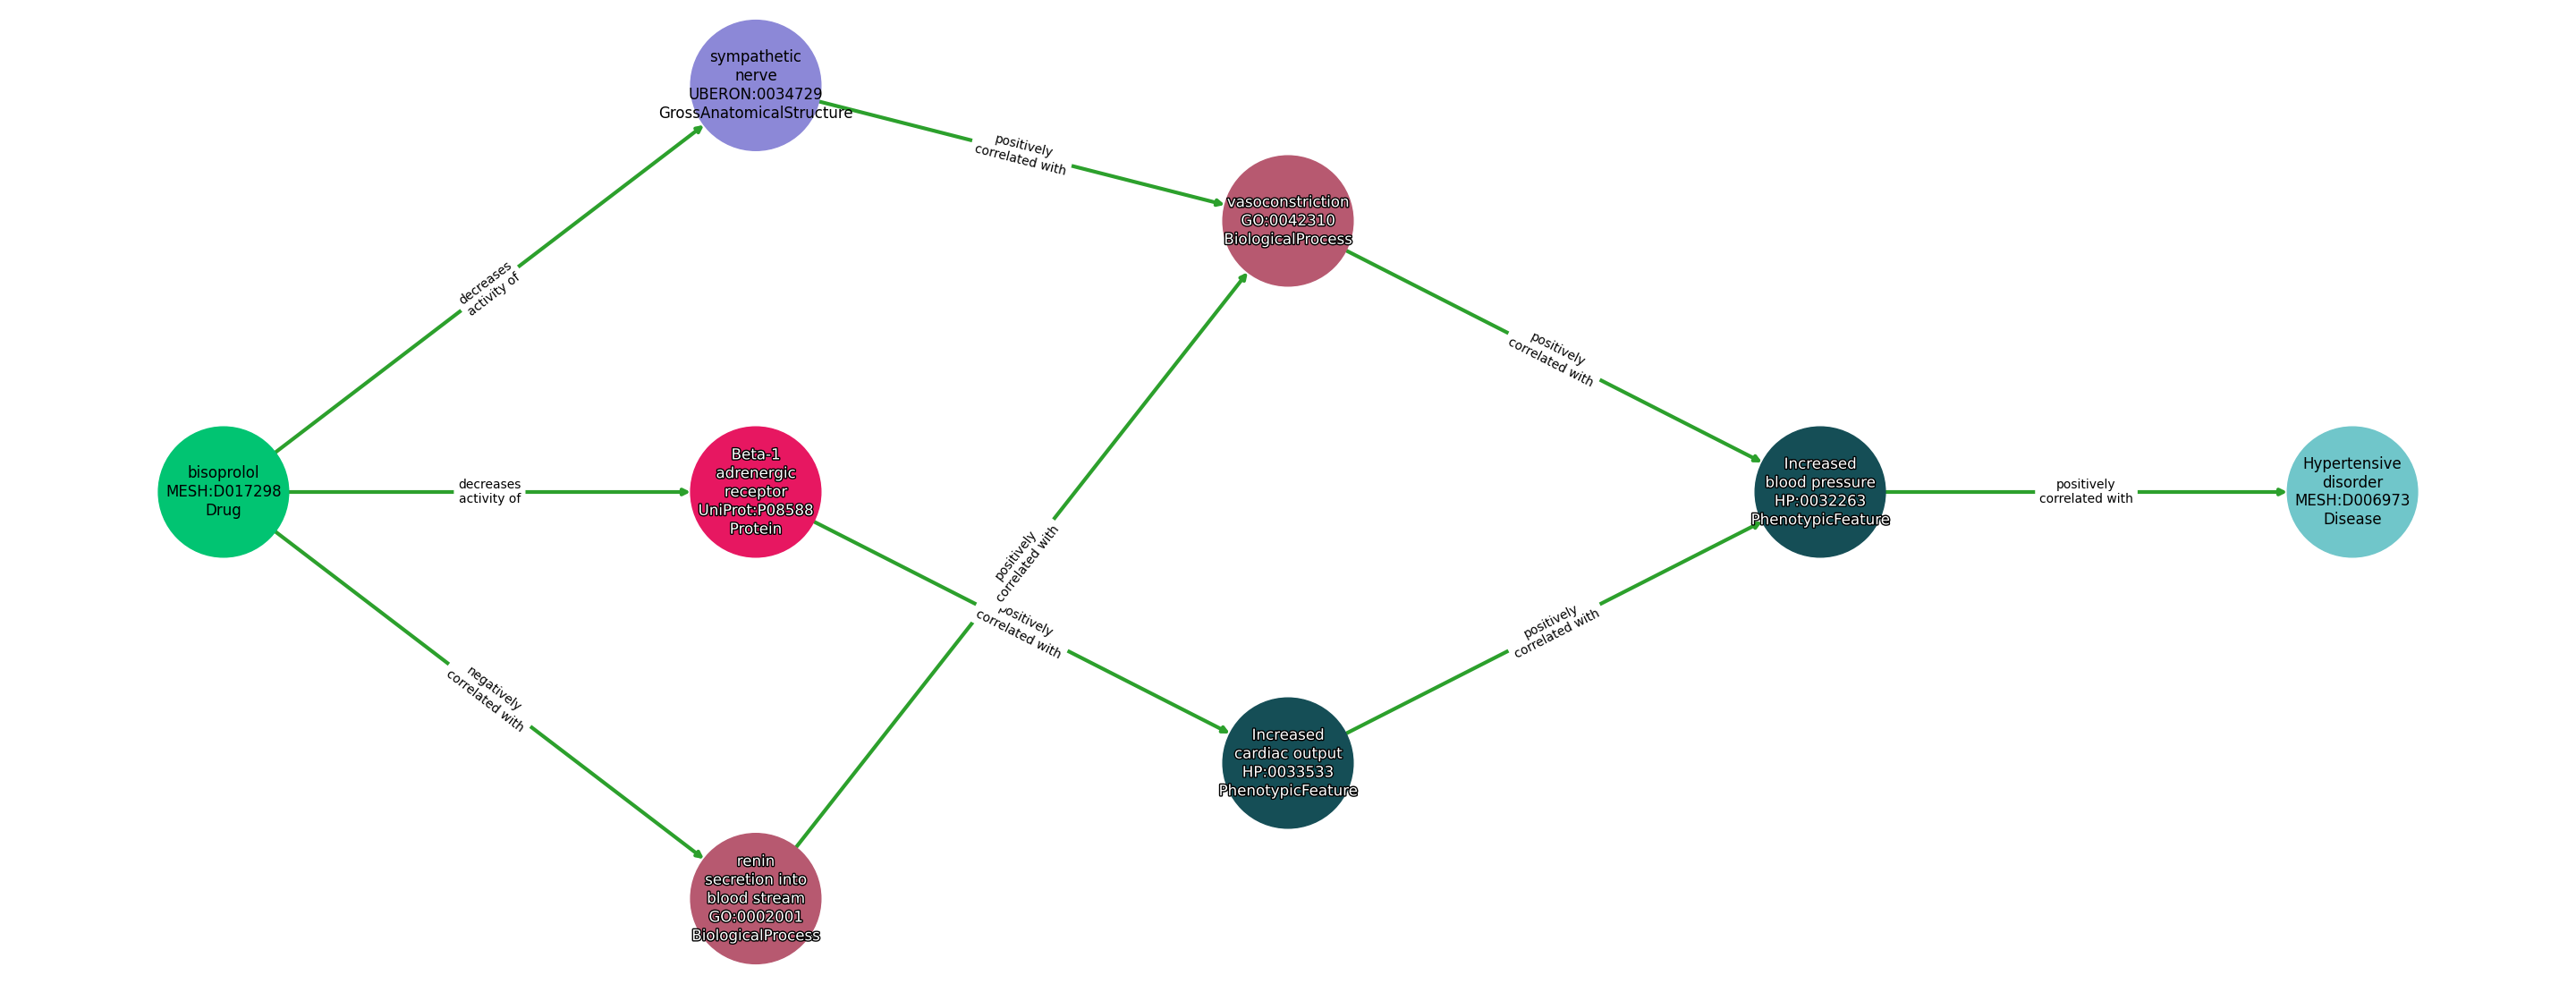 sympathetic
nerve
UBERON:0034729
GrossAnatomicalStructure
positively
correlated with
vasoconstriction
GO:0042310
BiologicalProcess
decreases
activity of
positively
correlated with
bisoprolol
MESH:D017298
Drug
decreases
activity of
Beta-1
adrenergic
receptor
UniProt:P08588
Protein
positively
correlated with
positively
correlated with
Increased
blood pressure
HP:0032263
PhenotypicFeature
positively
correlated with
Hypertensive
disorder
MESH:D006973
Disease
negatively
correlated with
positively
correlated with
Increased
cardiac output
HP:0033533
PhenotypicFeature
renin
secretion into
blood stream
GO:0002001
BiologicalProcess